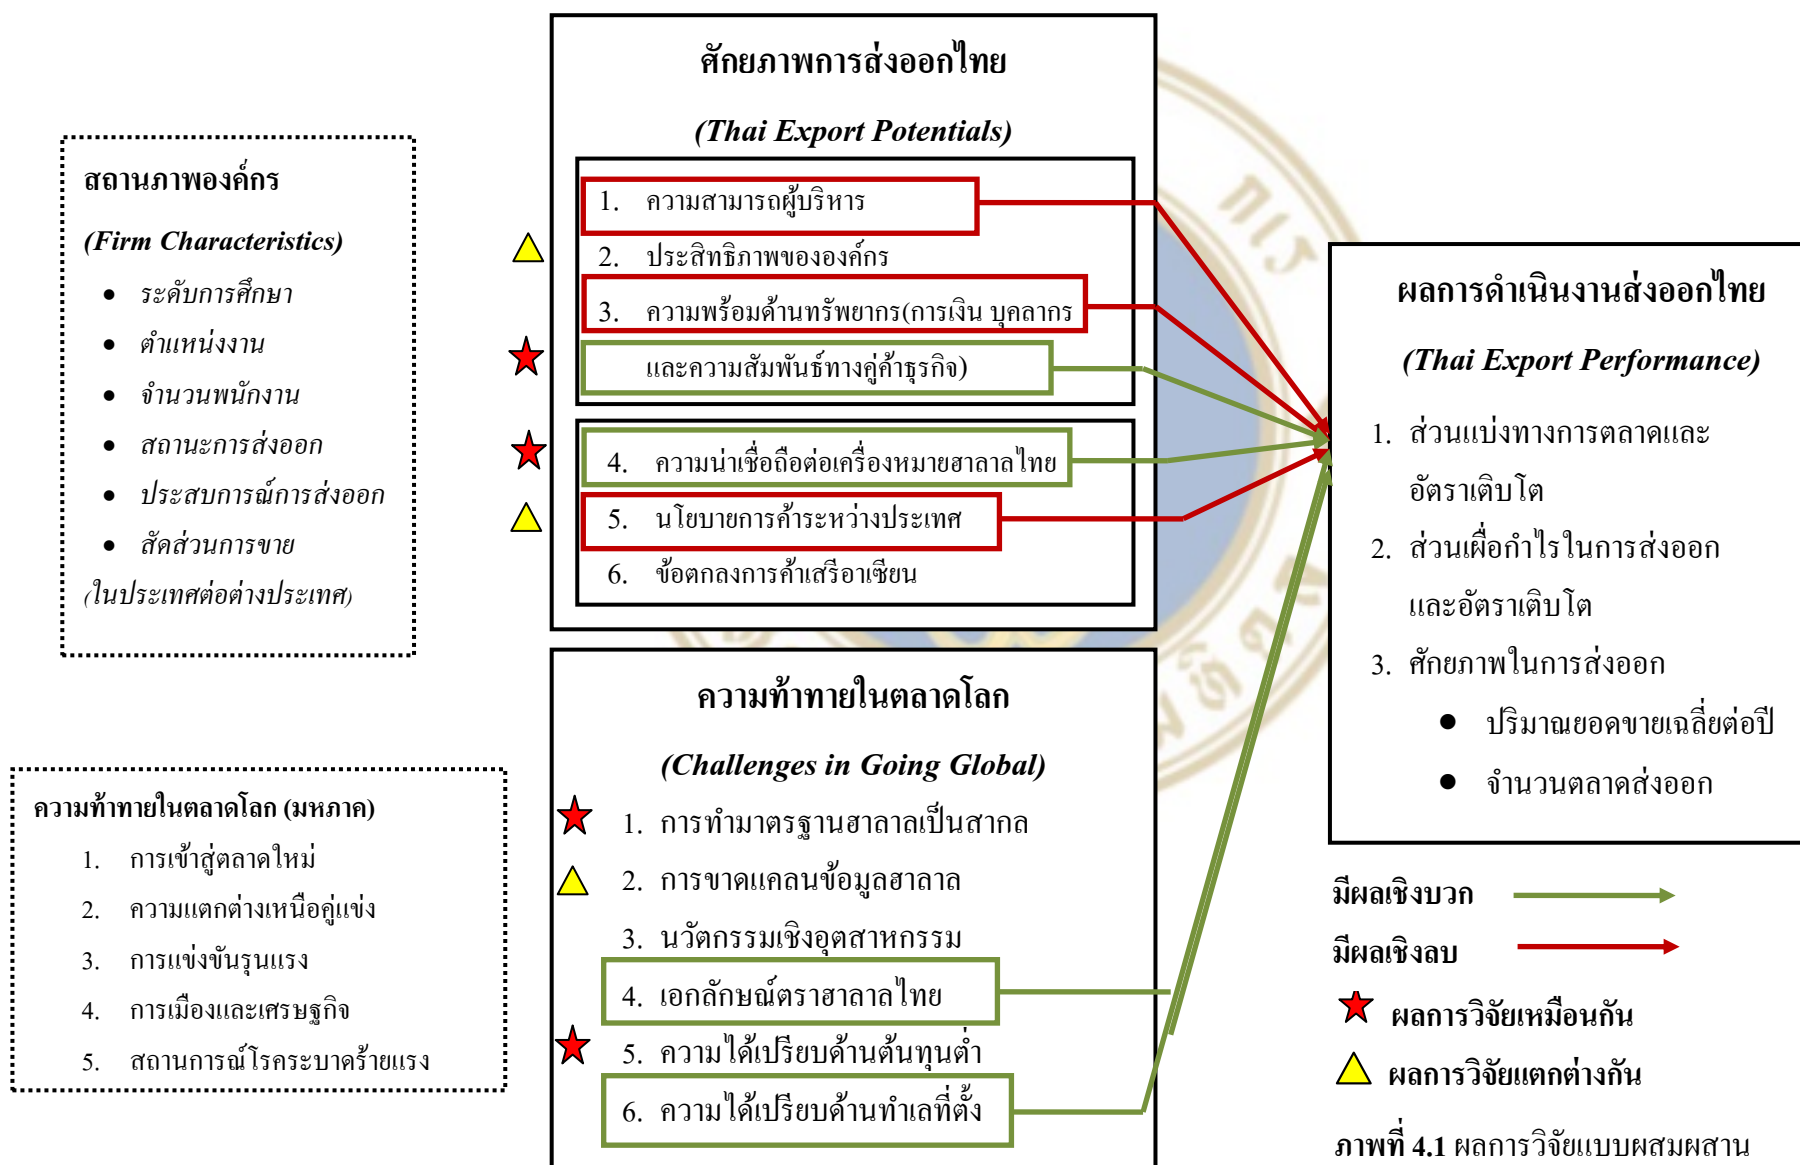 ศักยภาพการส่งออกไทย
(Thai Export Potentials)
1. ความสามารถผู้บริหาร
2. ประสิทธิภาพขององค์กร
3. ความพร้อมด้านทรัพยากร(การเงิน บุคลากร
และความสัมพันธ์ทางคู่ค้าธุรกิจ)
4. ความน่าเชื่อถือต่อเครื่องหมายฮาลาลไทย
5. นโยบายการค้าระหว่างประเทศ
6. ข้อตกลงการค้าเสรีอาเซียน
สถานภาพองค์กร
(Firm Characteristics)
• ระดับการศึกษา
• ตำแหน่งงาน
• จำนวนพนักงาน
• สถานะการส่งออก
• ประสบการณ์การส่งออก
• สัดส่วนการขาย
(ในประเทศต่อต่างประเทศ)
ความท้าทายในตลาดโลก
(Challenges in Going Global)
1. การทำมาตรฐานฮาลาลเป็นสากล
2. การขาดแคลนข้อมูลฮาลาล
3. นวัตกรรมเชิงอุตสาหกรรม
4. เอกลักษณ์ตราฮาลาลไทย
5. ความได้เปรียบด้านต้นทุนต่ำ
6. ความได้เปรียบด้านทำเลที่ตั้ง
ความท้าทายในตลาดโลก (มหภาค)
1. การเข้าสู่ตลาดใหม่
2. ความแตกต่างเหนือคู่แข่ง
3. การแข่งขันรุนแรง
4. การเมืองและเศรษฐกิจ
5. สถานการณ์โรคระบาดร้ายแรง
ผลการดำเนินงานส่งออกไทย
(Thai Export Performance)
1. ส่วนแบ่งทางการตลาดและ
อัตราเติบโต
2. ส่วนเผื่อกำไรในการส่งออก
และอัตราเติบโต
3. ศักยภาพในการส่งออก
• ปริมาณยอดขายเฉลี่ยต่อปี
• จำนวนตลาดส่งออก
มีผลเชิงบวก
มีผลเชิงลบ
ผลการวิจัยเหมือนกัน
ผลการวิจัยแตกต่างกัน
ภาพที่ 4.1 ผลการวิจัยแบบผสมผสาน